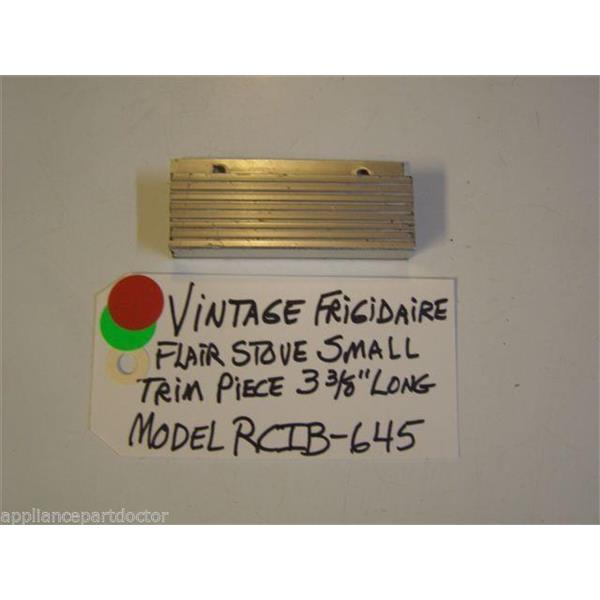 VINTAGE FRIGIDAIRE
FLAIR STOVE SMALL
TRIM PIECE 3 3/8" LONG
MODEL RCIB-645
appliancepartdoctor